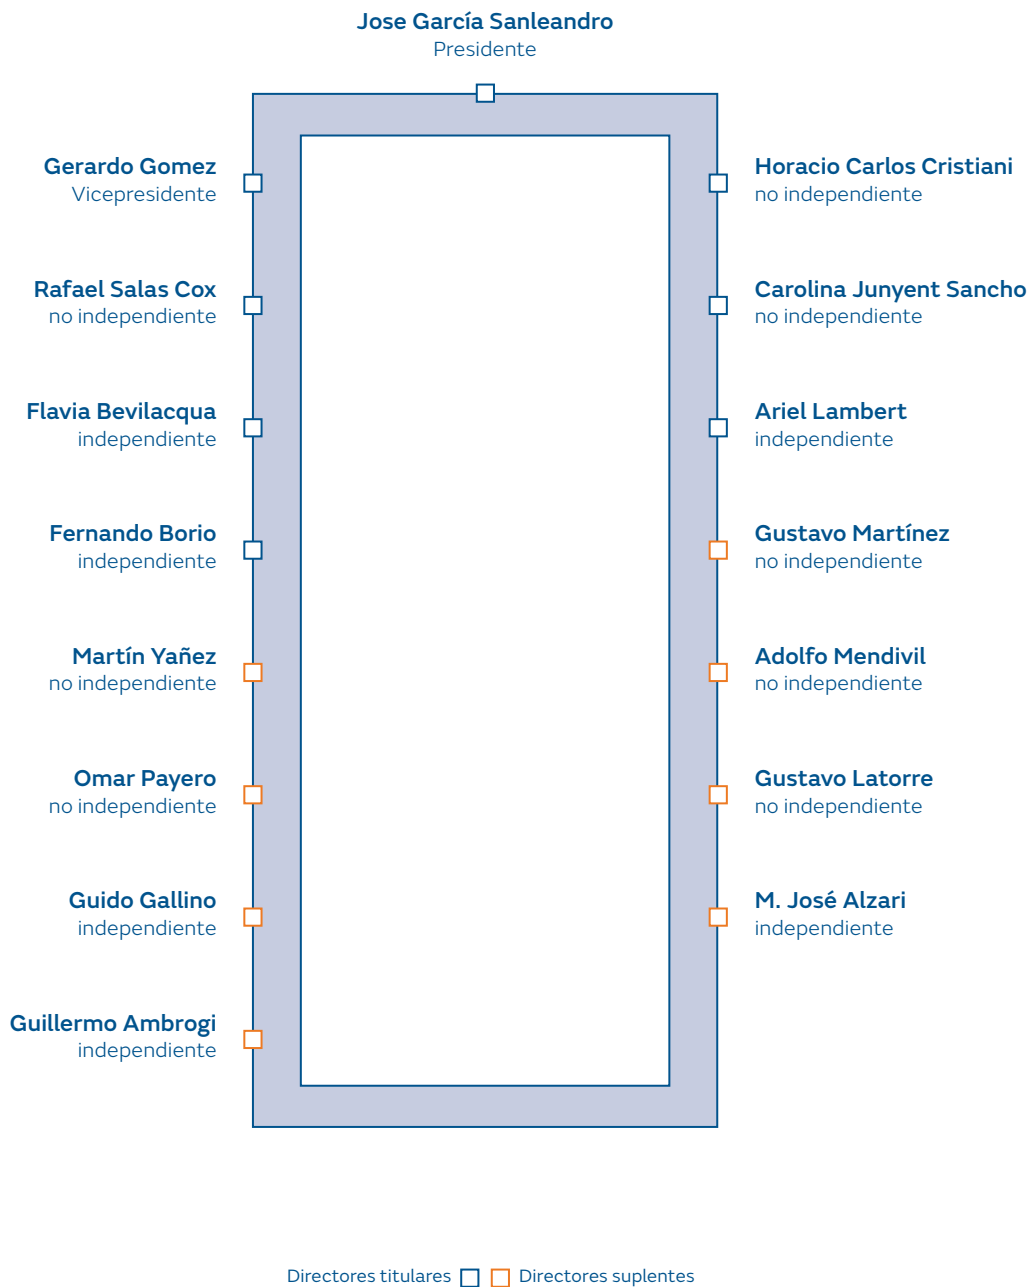 Jose García Sanleandro
Presidente
Gerardo Gomez
Vicepresidente
Horacio Carlos Cristiani
no independiente
Rafael Salas Cox
no independiente
Carolina Junyent Sancho
no independiente
Flavia Bevilacqua
independiente
Ariel Lambert
independiente
Fernando Borio
independiente
Gustavo Martínez
no independiente
Martín Yañez
no independiente
Adolfo Mendivil
no independiente
Omar Payero
no independiente
Gustavo Latorre
no independiente
Guido Gallino
independiente
M. José Alzari
independiente
Guillermo Ambrogi
independiente
Directores titulares Directores suplentes